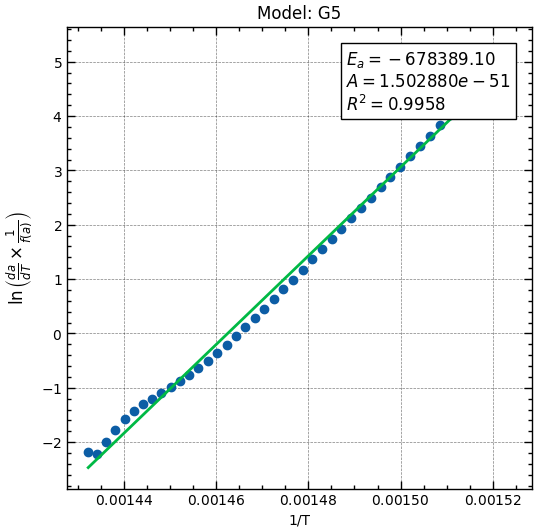 Model: G5
E_a = −678389.10
A = 1.502880e − 51
R² = 0.9958
5
4
3
2
1
0
−1
−2
ln (da/dT × 1/f(a))
0.00144 0.00146 0.00148 0.00150 0.00152
1/T